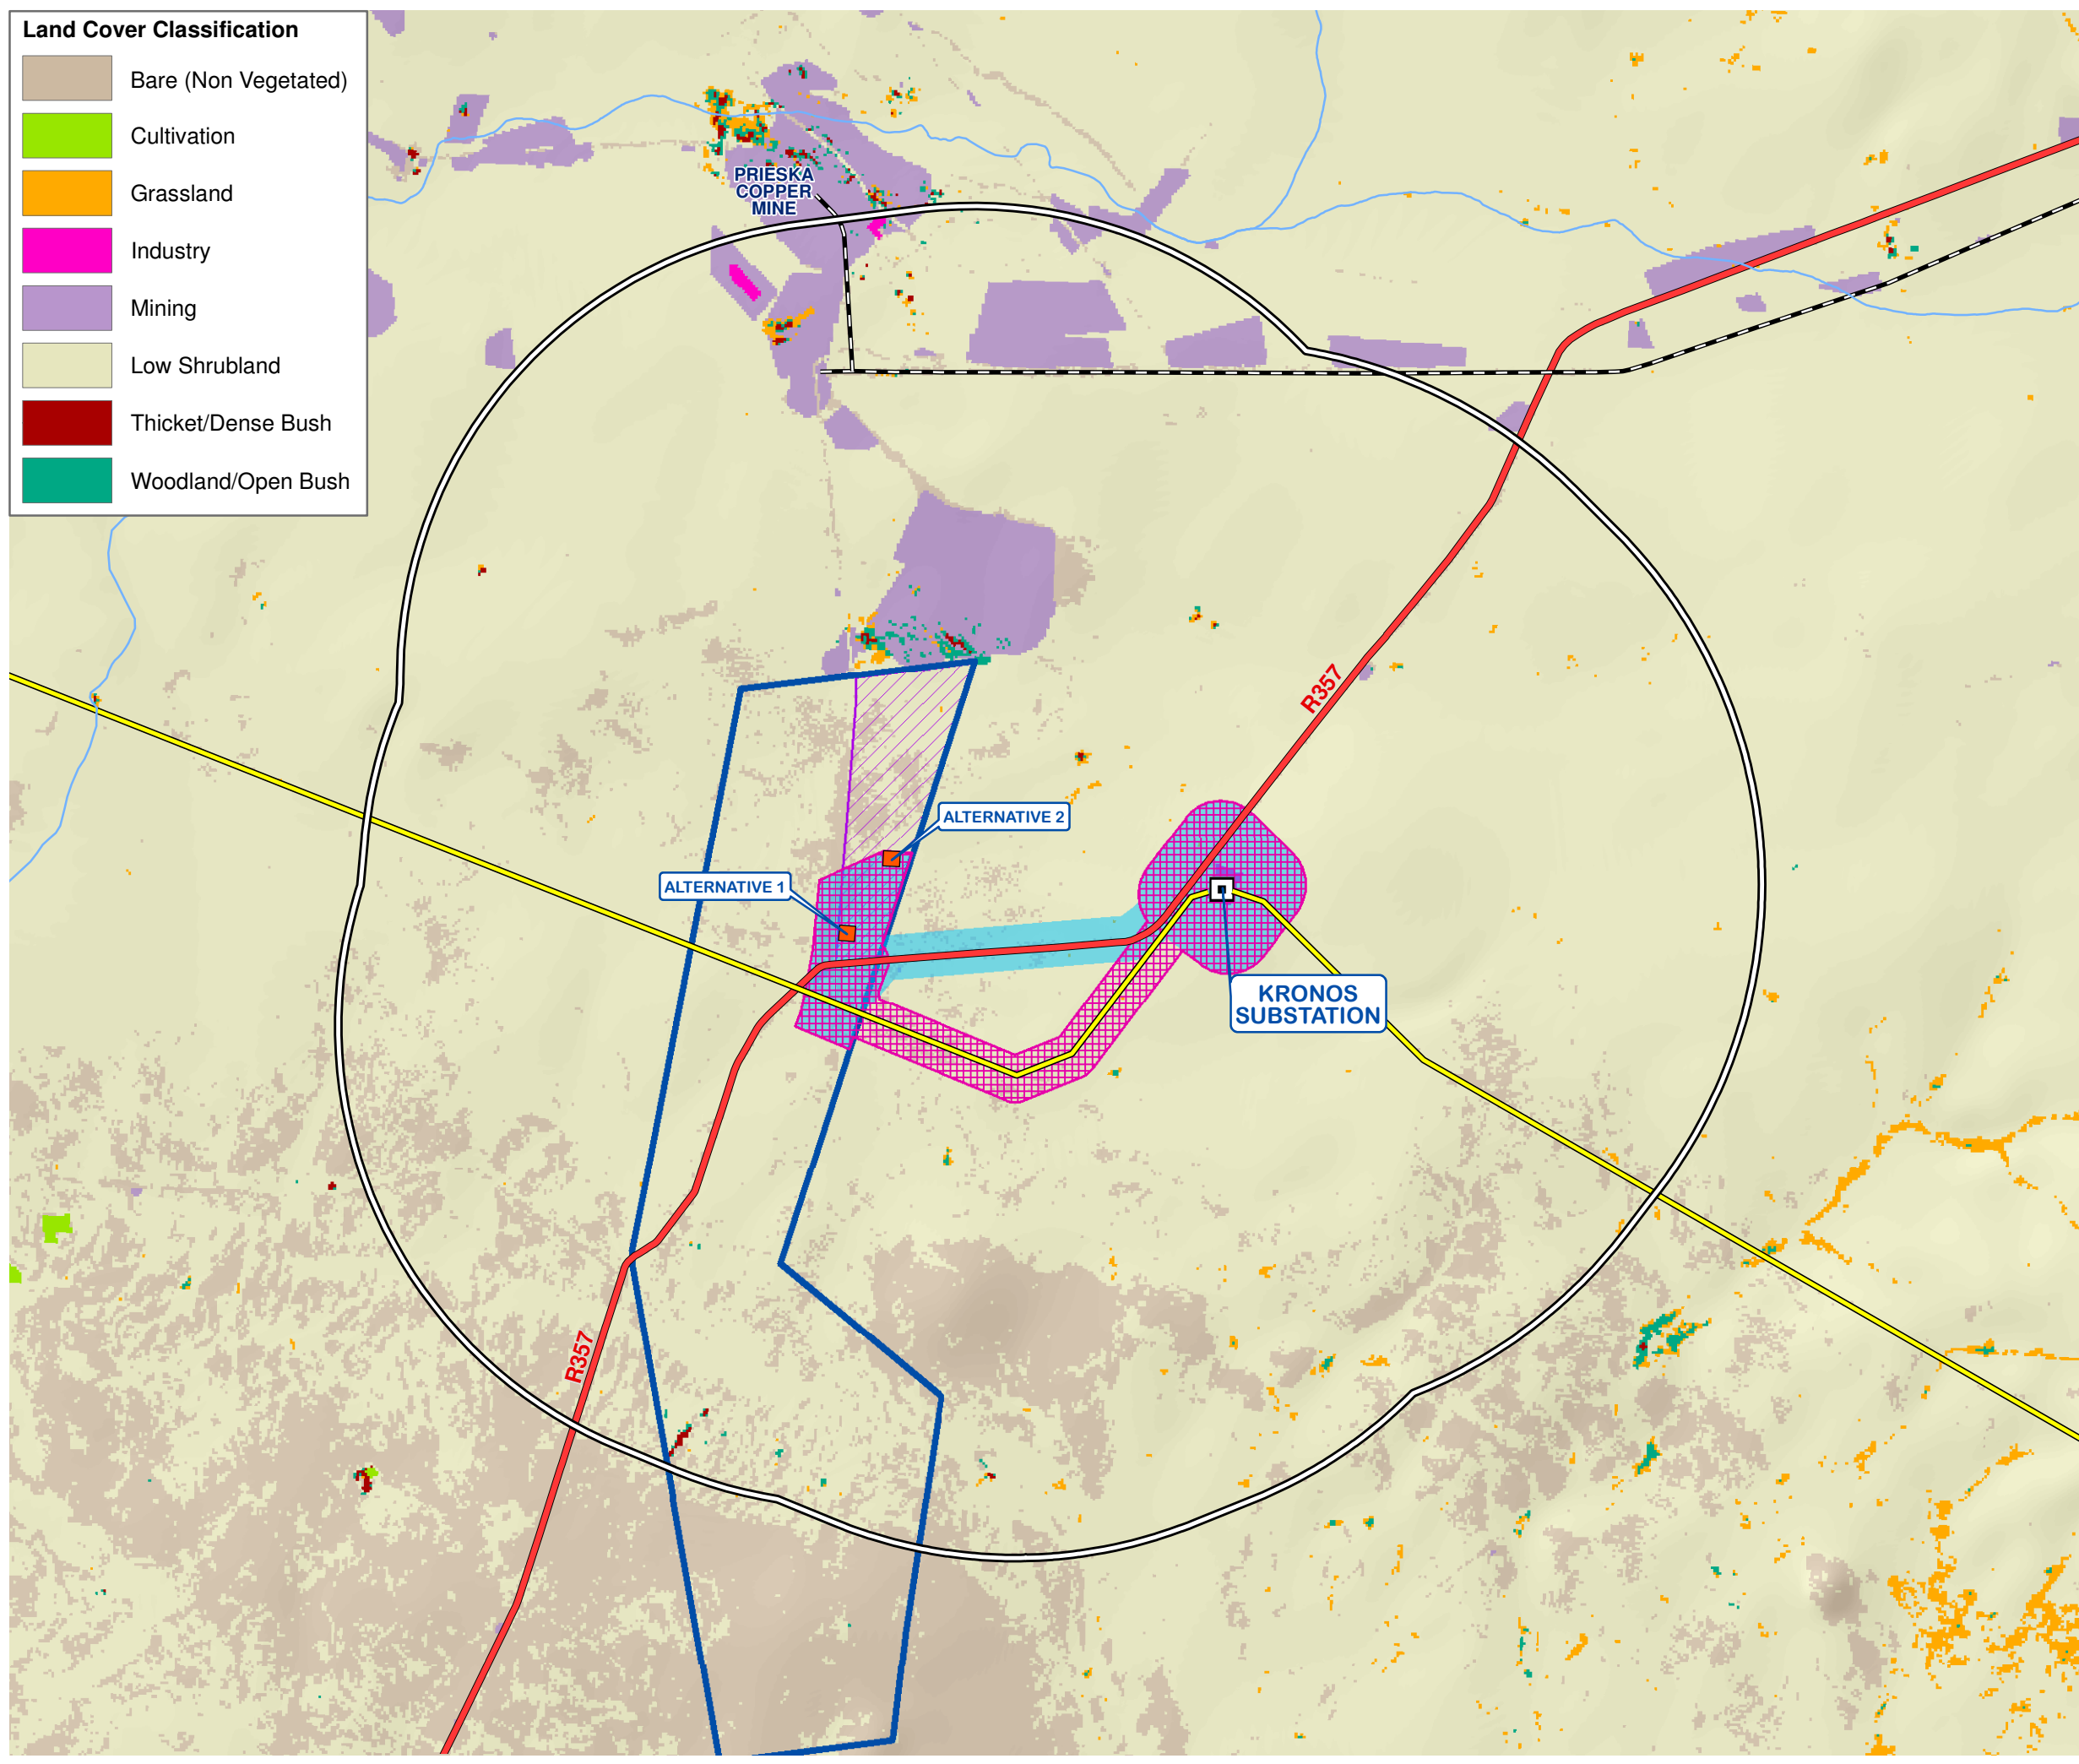 Land Cover Classification
Bare (Non Vegetated)
Cultivation
Grassland
Industry
Mining
Low Shrubland
Thicket/Dense Bush
Woodland/Open Bush
PRIESKA
COPPER
MINE
R357
ALTERNATIVE 2
ALTERNATIVE 1
KRONOS
SUBSTATION
R357